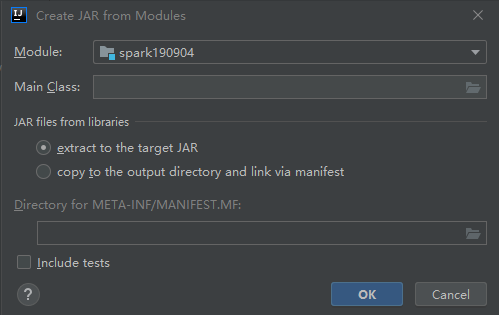 IJ Create JAR from Modules
Module: spark190904
Main Class:
JAR files from libraries
extract to the target JAR
copy to the output directory and link via manifest
Directory for META-INF/MANIFEST.MF:
Include tests
? OK Cancel